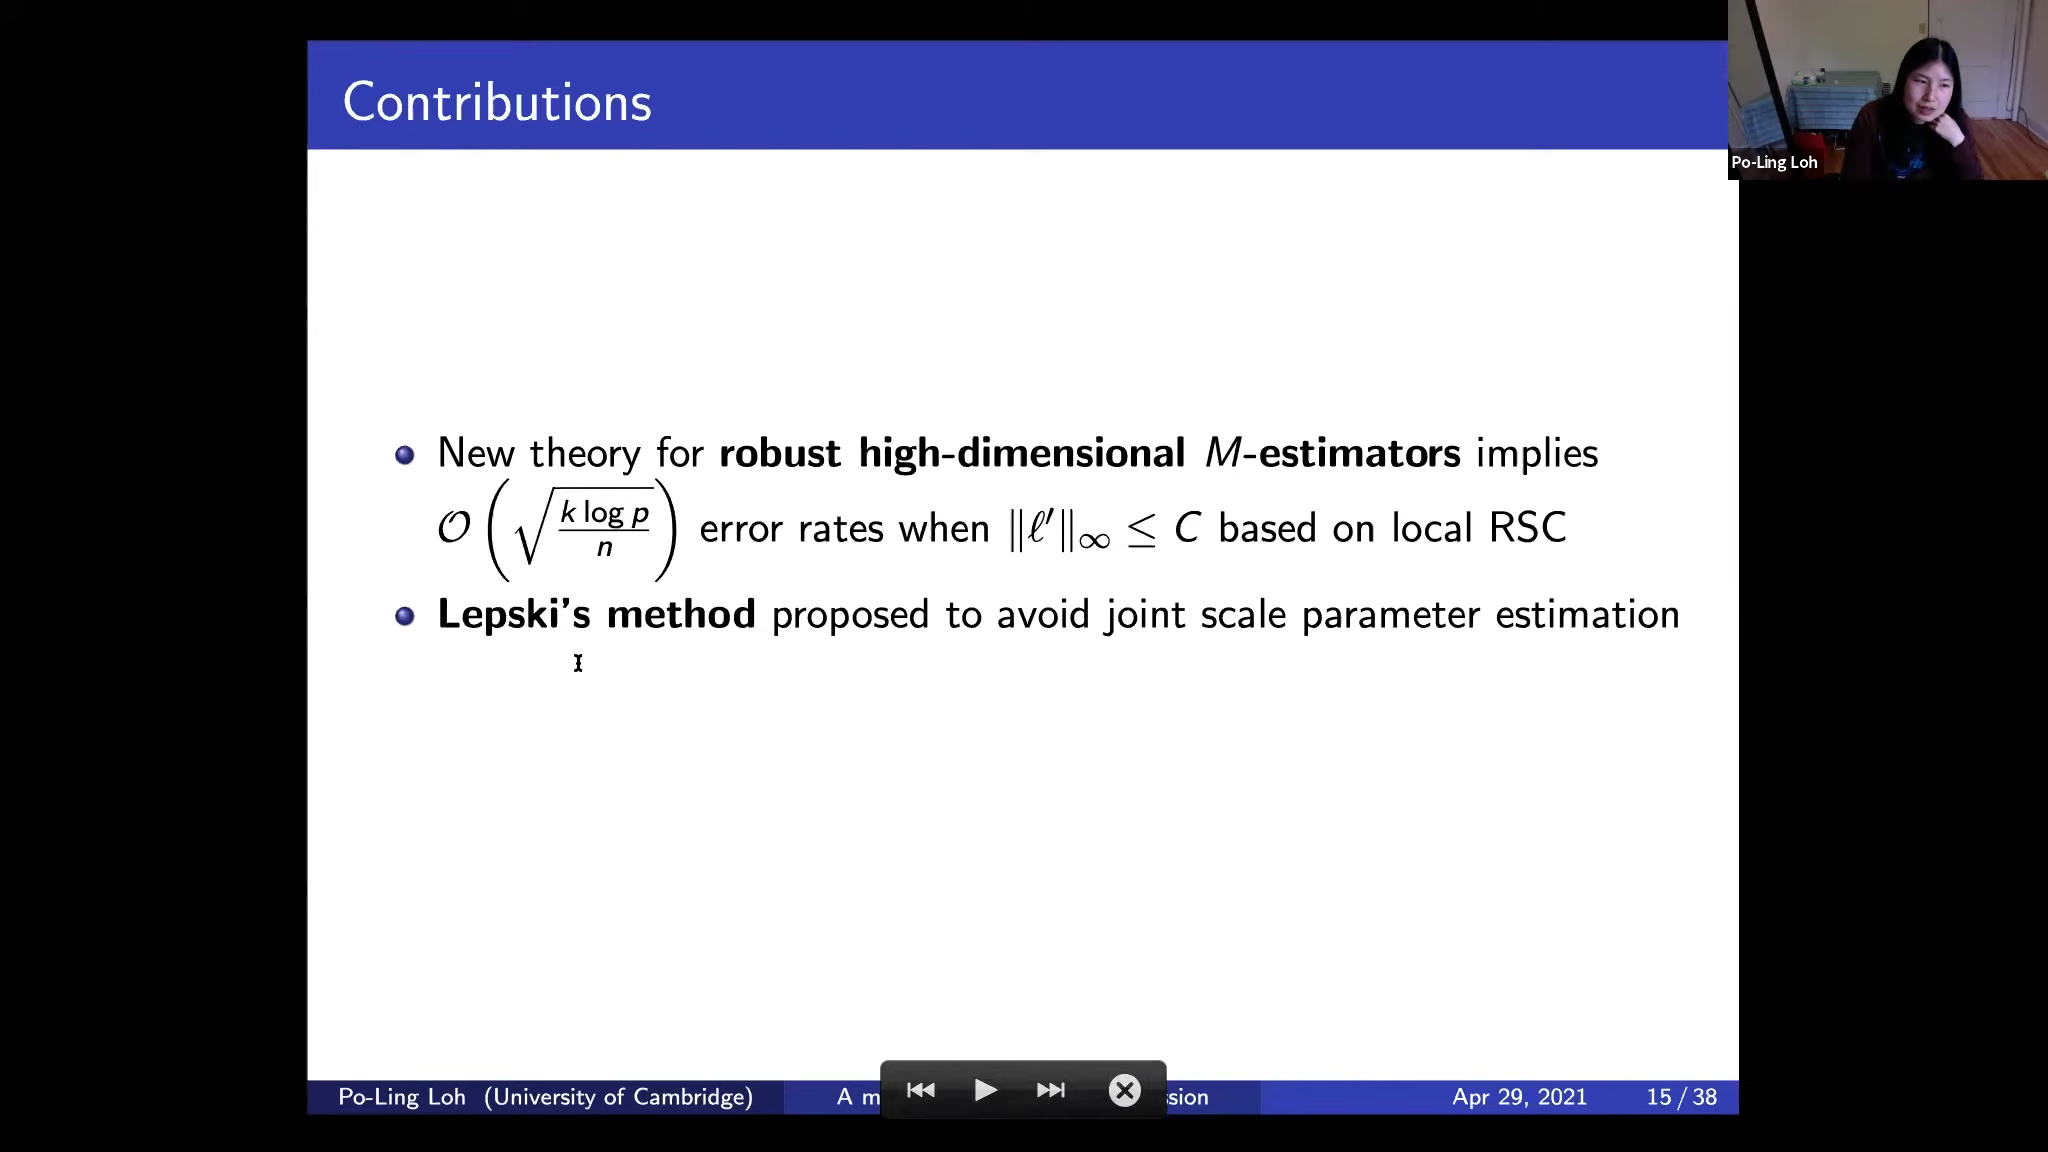 Contributions
Po-Ling Loh
• New theory for robust high-dimensional M-estimators implies
𝒪(√(k log p / n)) error rates when ‖ℓ′‖∞ ≤ C based on local RSC
• Lepski's method proposed to avoid joint scale parameter estimation
Po-Ling Loh (University of Cambridge) A m Apr 29, 2021 15 / 38